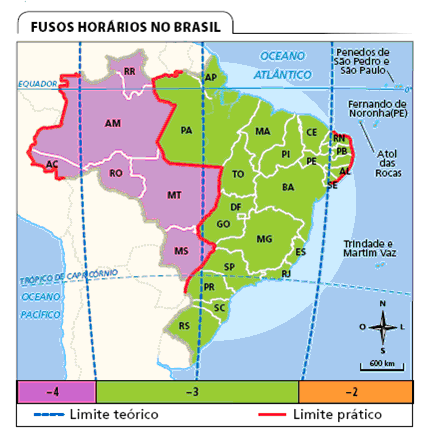 FUSOS HORÁRIOS NO BRASIL
OCEANO
ATLÂNTICO
Penedos de
São Pedro e
São Paulo
RR
AP
EQUADOR
0°
Fernando de
Noronha(PE)
AM
PA
MA
CE
RN
Atol
das
Rocas
PI
PB
PE
AC
RO
TO
AL
SE
MT
BA
DF
GO
MG
Trindade e
Martim Vaz
MS
ES
SP
RJ
TRÓPICO DE CAPRICÓRNIO
PR
OCEANO
PACÍFICO
SC
RS
N
O
L
S
600 km
–4
–3
–2
Limite teórico
Limite prático